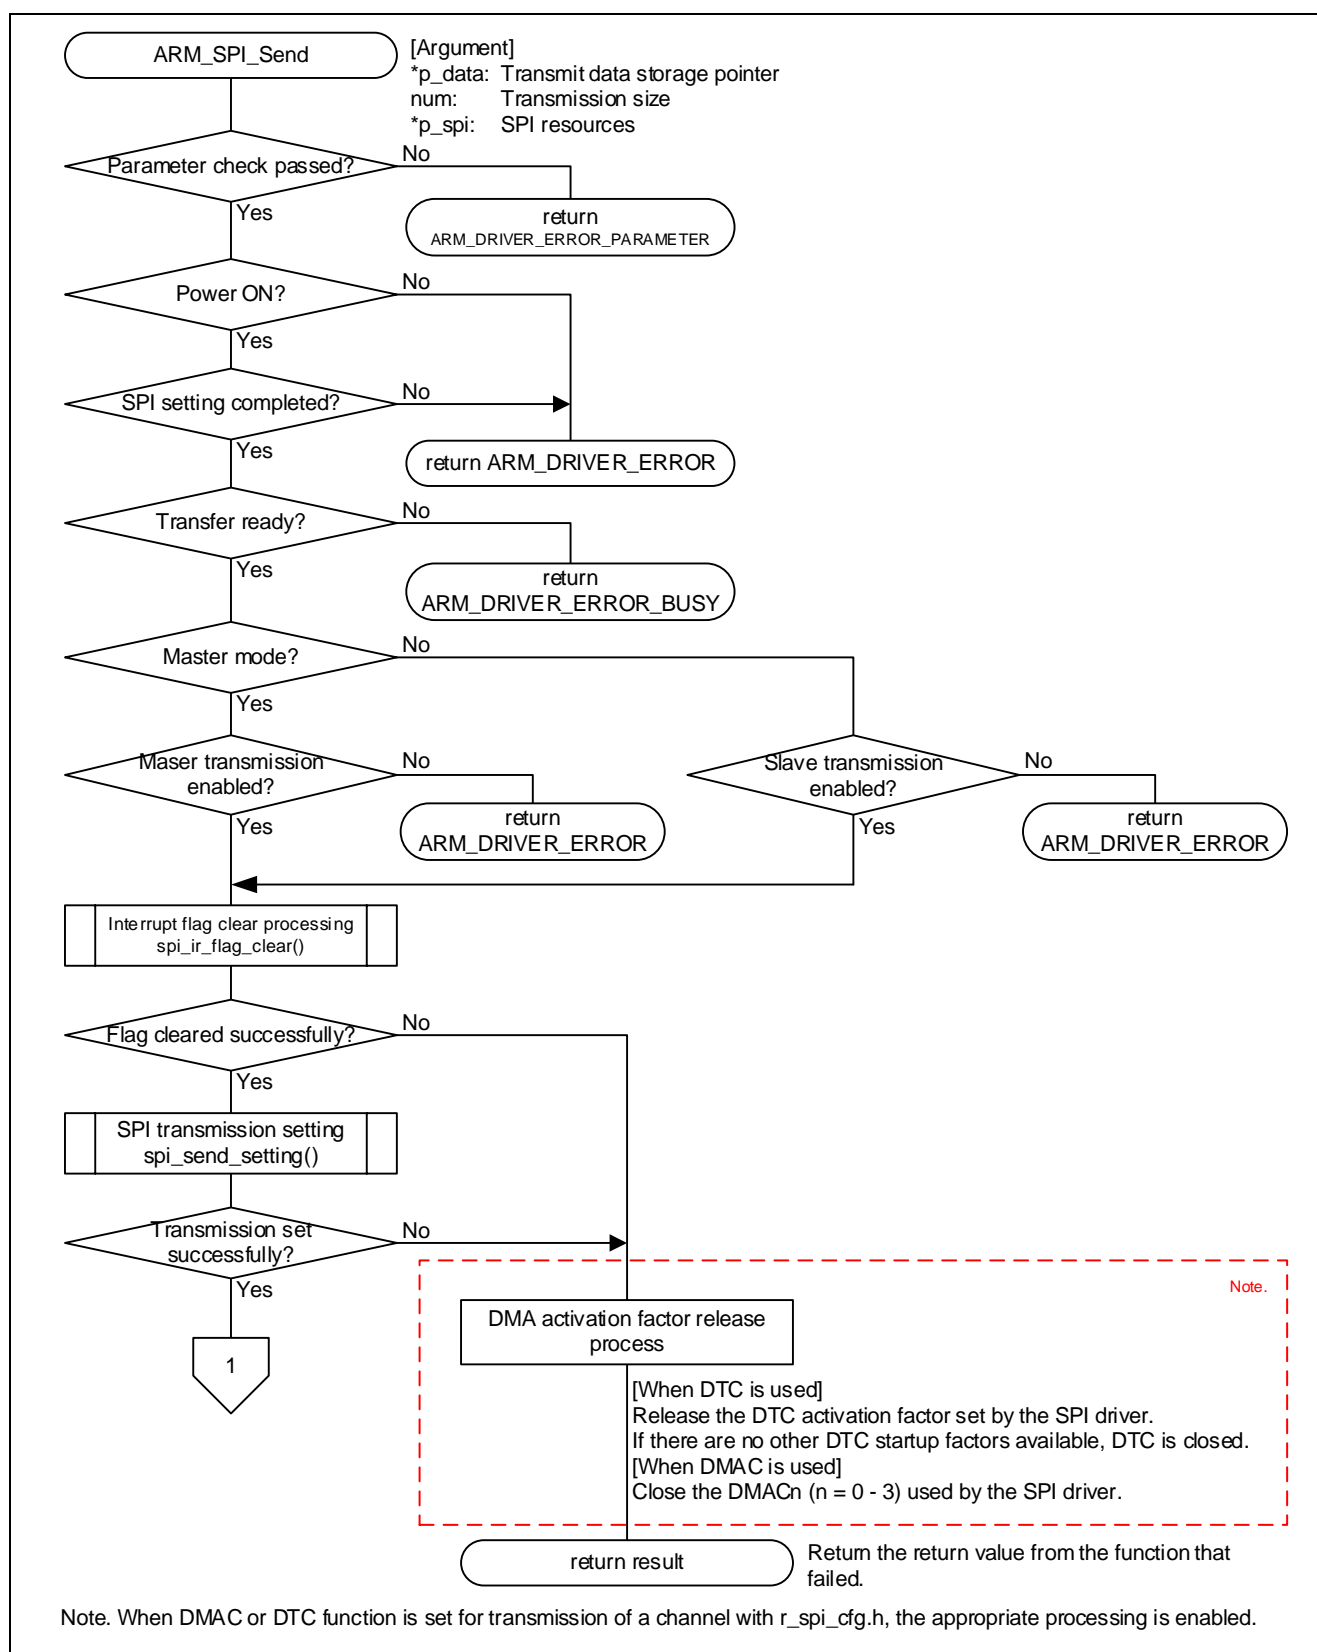 ARM_SPI_Send
[Argument]
*p_data: Transmit data storage pointer
num: Transmission size
*p_spi: SPI resources
Parameter check passed?
No
Yes
return
ARM_DRIVER_ERROR_PARAMETER
Power ON?
No
Yes
SPI setting completed?
No
Yes
return ARM_DRIVER_ERROR
Transfer ready?
No
Yes
return
ARM_DRIVER_ERROR_BUSY
Master mode?
No
Yes
Maser transmission
enabled?
No
Yes
return
ARM_DRIVER_ERROR
Slave transmission
enabled?
No
Yes
return
ARM_DRIVER_ERROR
Interrupt flag clear processing
spi_ir_flag_clear()
Flag cleared successfully?
No
Yes
SPI transmission setting
spi_send_setting()
Transmission set
successfully?
No
Yes
1
Note.
DMA activation factor release
process
[When DTC is used]
Release the DTC activation factor set by the SPI driver.
If there are no other DTC startup factors available, DTC is closed.
[When DMAC is used]
Close the DMACn (n = 0 - 3) used by the SPI driver.
return result
Return the return value from the function that
failed.
Note. When DMAC or DTC function is set for transmission of a channel with r_spi_cfg.h, the appropriate processing is enabled.